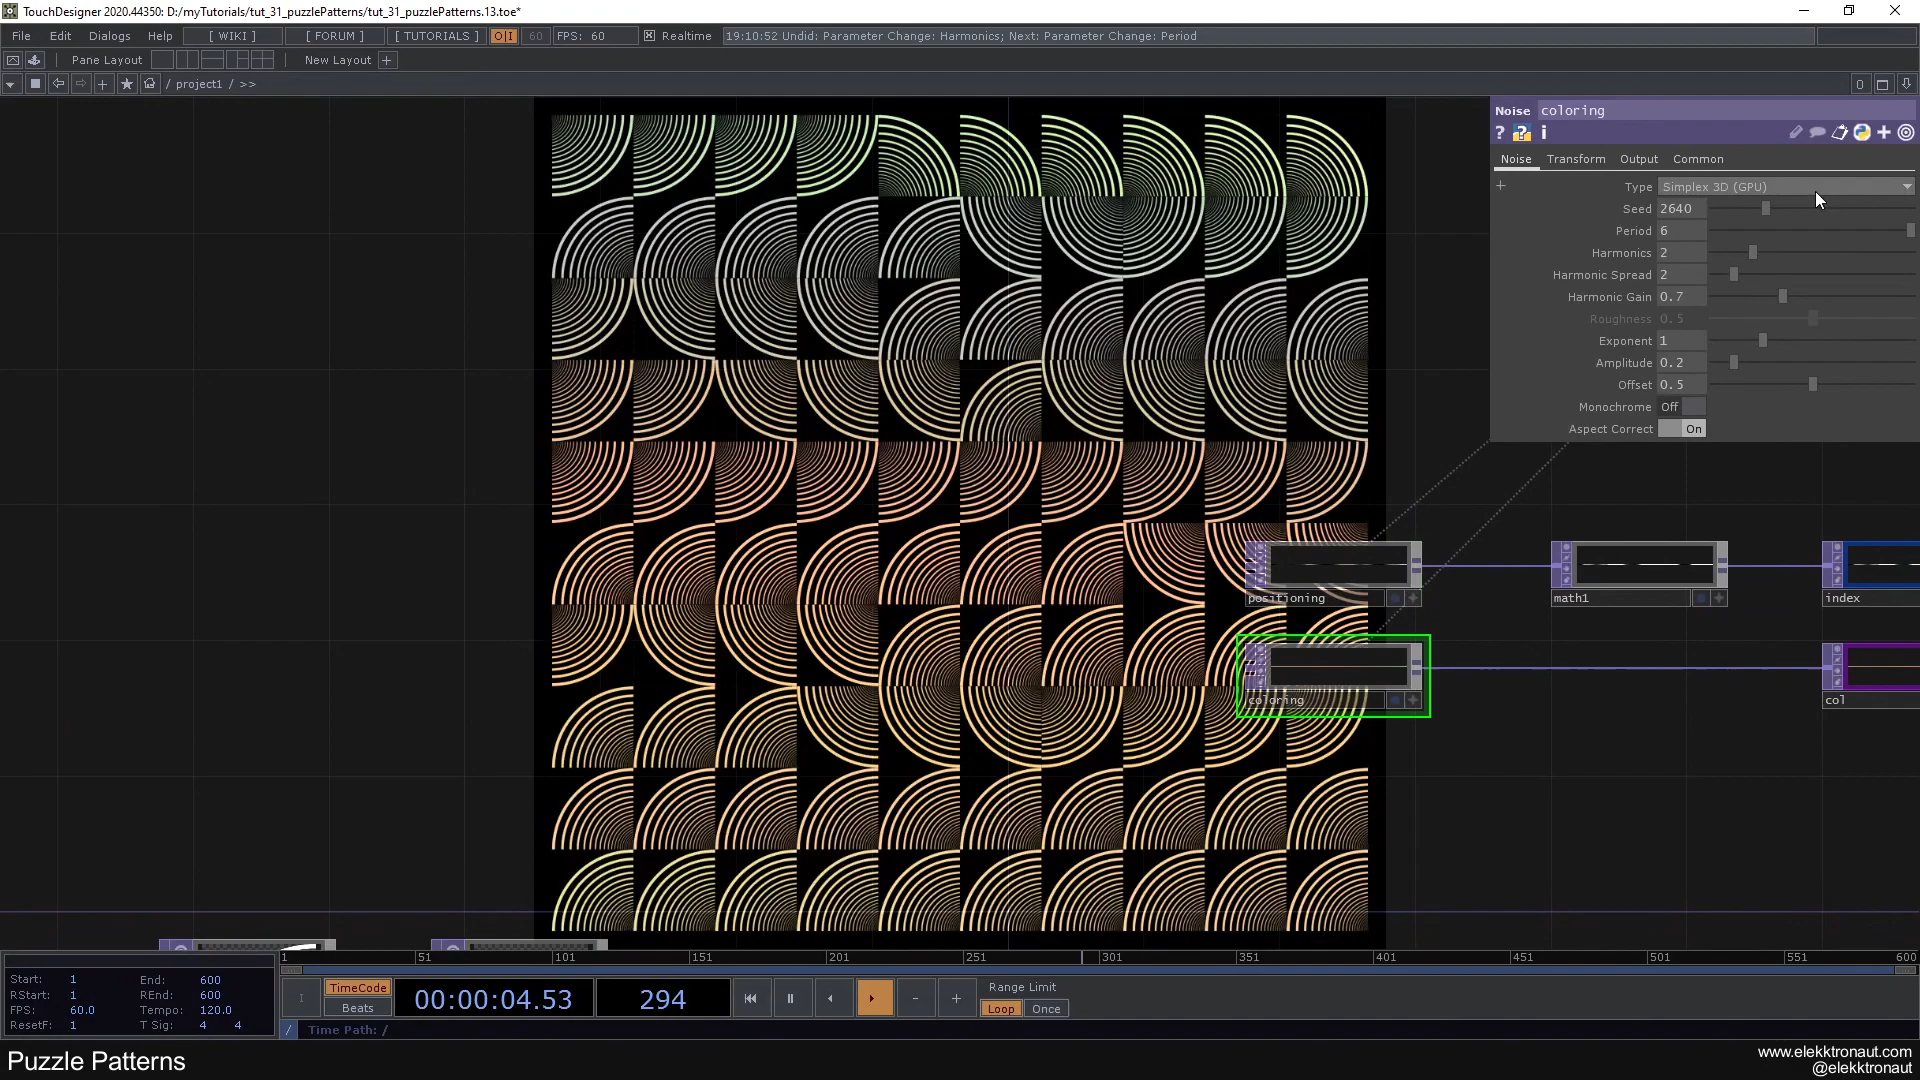 TouchDesigner 2020.44350: D:/myTutorials/tut_31_puzzlePatterns/tut_31_puzzlePatterns.13.toe*
File Edit Dialogs Help [ WIKI ] [ FORUM ] [ TUTORIALS ] O|I 60 FPS: 60 Realtime 19:10:52 Undid: Parameter Change: Harmonics; Next: Parameter Change: Period
Pane Layout New Layout +
/ project1 / >> 0
Noise coloring
? ? i
Noise Transform Output Common
Type Simplex 3D (GPU)
Seed 2640
Period 6
Harmonics 2
Harmonic Spread 2
Harmonic Gain 0.7
Roughness 0.5
Exponent 1
Amplitude 0.2
Offset 0.5
Monochrome Off
Aspect Correct On
positioning
math1
index
coloring
col
1 51 101 151 201 251 301 351 401 451 501 551 600
Start: 1 End: 600
RStart: 1 REnd: 600
FPS: 60.0 Tempo: 120.0
ResetF: 1 T Sig: 4 4
TimeCode
Beats
00:00:04.53
294
Range Limit
Loop Once
/ Time Path: /
Puzzle Patterns
www.elekktronaut.com
@elekktronaut